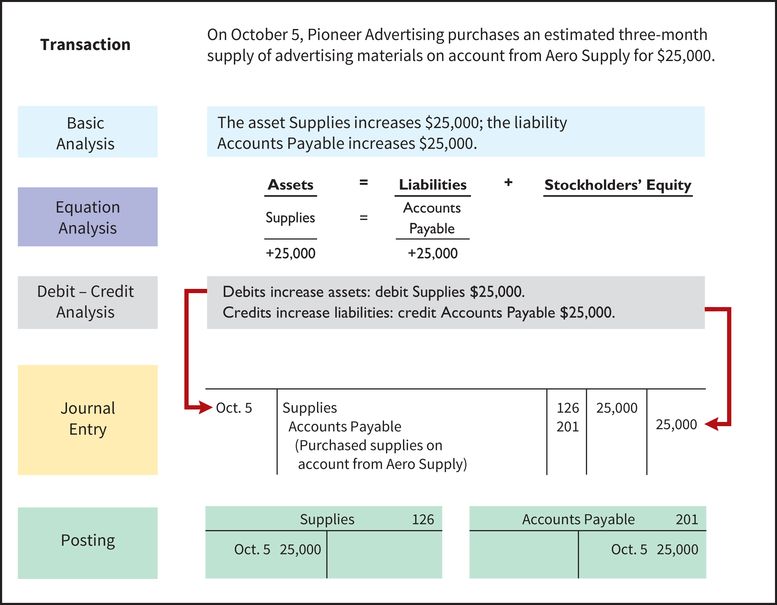 Transaction
On October 5, Pioneer Advertising purchases an estimated three-month
supply of advertising materials on account from Aero Supply for $25,000.
Basic
Analysis
The asset Supplies increases $25,000; the liability
Accounts Payable increases $25,000.
Equation
Analysis
Assets = Liabilities + Stockholders’ Equity
Supplies = Accounts
Payable
+25,000 +25,000
Debit – Credit
Analysis
Debits increase assets: debit Supplies $25,000.
Credits increase liabilities: credit Accounts Payable $25,000.
Journal
Entry
Oct. 5 Supplies 126 25,000
Accounts Payable 201 25,000
(Purchased supplies on
account from Aero Supply)
Posting
Supplies 126
Oct. 5 25,000
Accounts Payable 201
Oct. 5 25,000